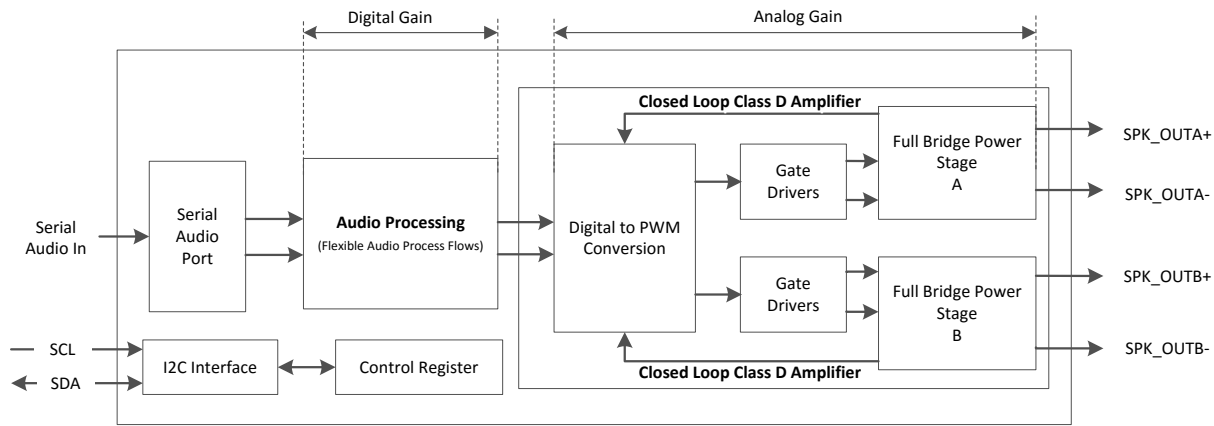 Digital Gain
Analog Gain
Closed Loop Class D Amplifier
Serial
Audio In
Serial
Audio
Port
Audio Processing
(Flexible Audio Process Flows)
Digital to PWM
Conversion
Gate
Drivers
Full Bridge Power
Stage
A
SPK_OUTA+
SPK_OUTA-
Gate
Drivers
Full Bridge Power
Stage
B
SPK_OUTB+
SPK_OUTB-
Closed Loop Class D Amplifier
SCL
SDA
I2C Interface
Control Register